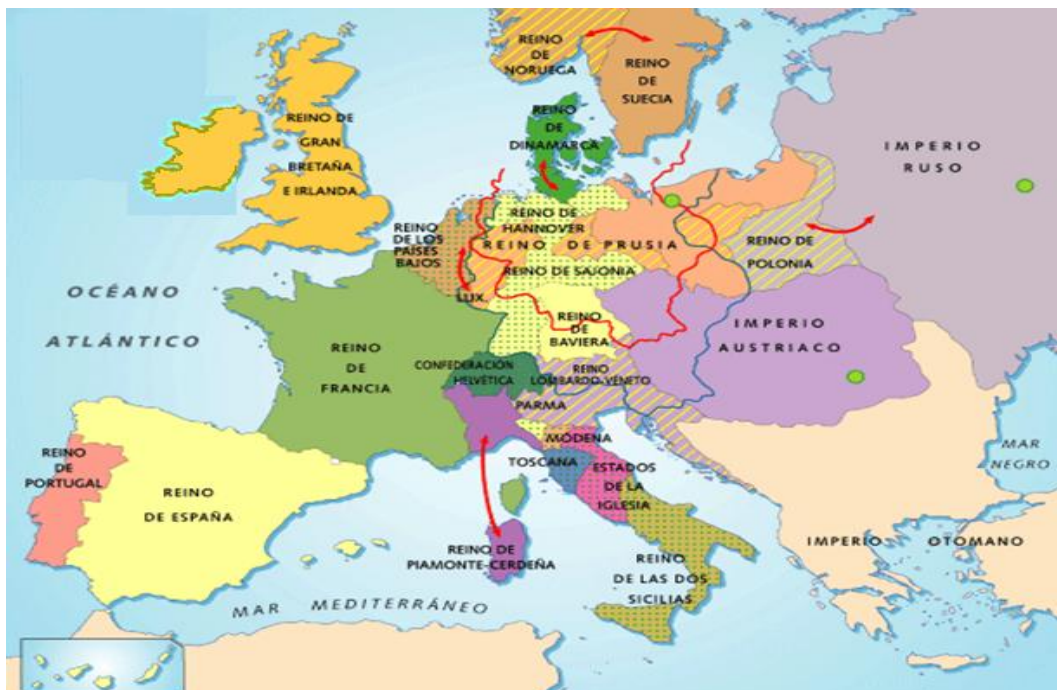 REINO
DE
NORUEGA
REINO
DE
SUECIA
REINO DE
GRAN
BRETAÑA
E IRLANDA
REINO
DE
DINAMARCA
IMPERIO
RUSO
REINO
DE LOS
PAÍSES
BAJOS
REINO DE
HANNOVER
REINO DE PRUSIA
REINO DE
POLONIA
REINO DE SAJONIA
LUX.
OCÉANO
ATLÁNTICO
REINO
DE
BAVIERA
IMPERIO
AUSTRIACO
REINO
DE
FRANCIA
CONFEDERACION
HELVÉTICA
REINO
LOMBARDO-VENETO
PARMA
MÓDENA
TOSCANA
ESTADOS
DE LA
IGLESIA
MAR
NEGRO
REINO
DE
PORTUGAL
REINO
DE ESPAÑA
REINO DE
PIAMONTE-CERDEÑA
REINO
DE LAS DOS
SICILIAS
IMPERIO OTOMANO
MAR MEDITERRÁNEO